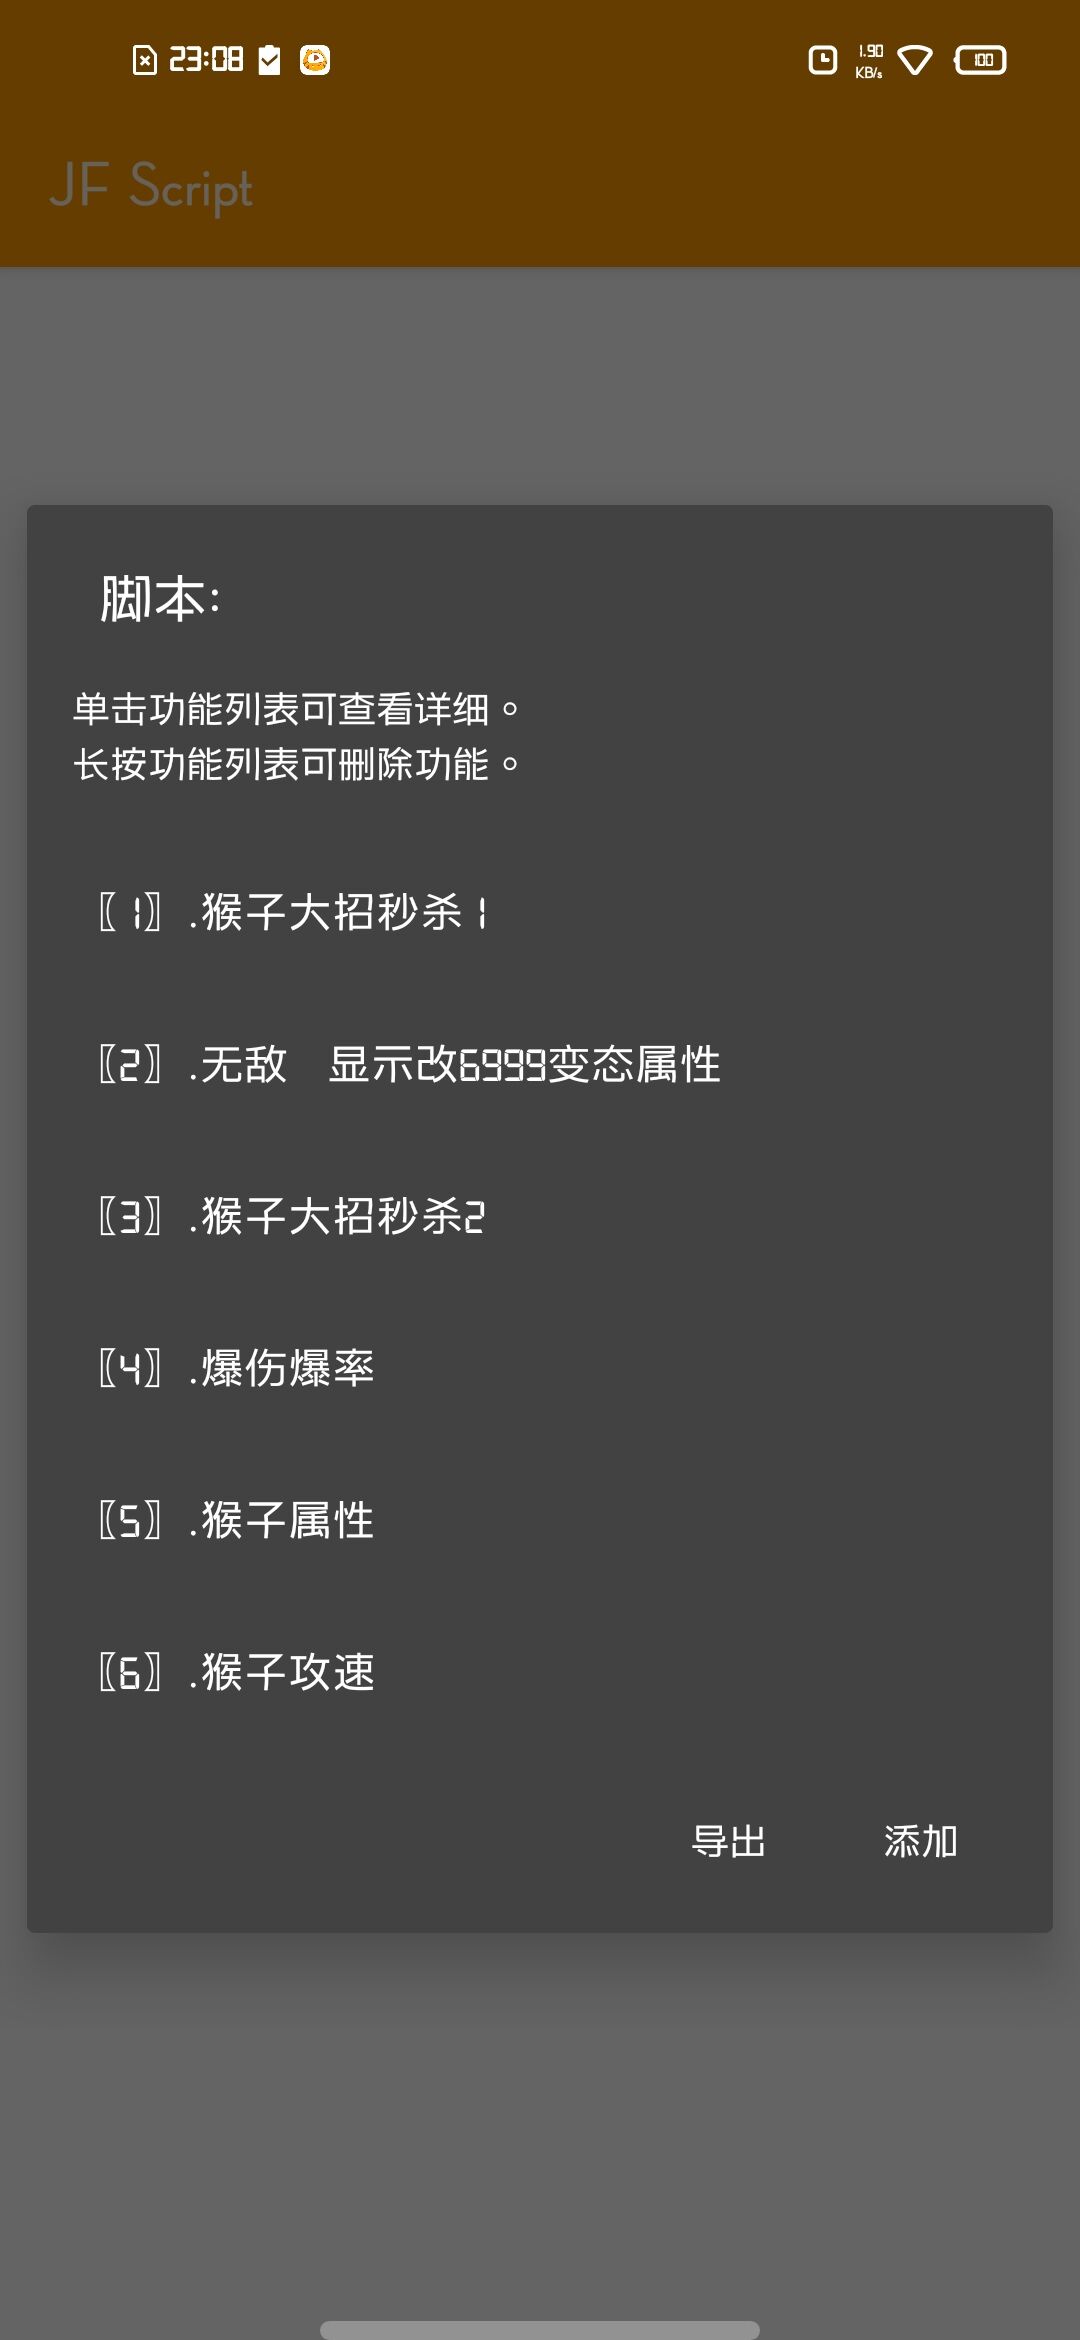 23:08
1.90
KB/s
100
JF Script
脚本:
单击功能列表可查看详细。
长按功能列表可删除功能。
〖1〗.猴子大招秒杀1
〖2〗.无敌　显示改6999变态属性
〖3〗.猴子大招秒杀2
〖4〗.爆伤爆率
〖5〗.猴子属性
〖6〗.猴子攻速
导出 添加